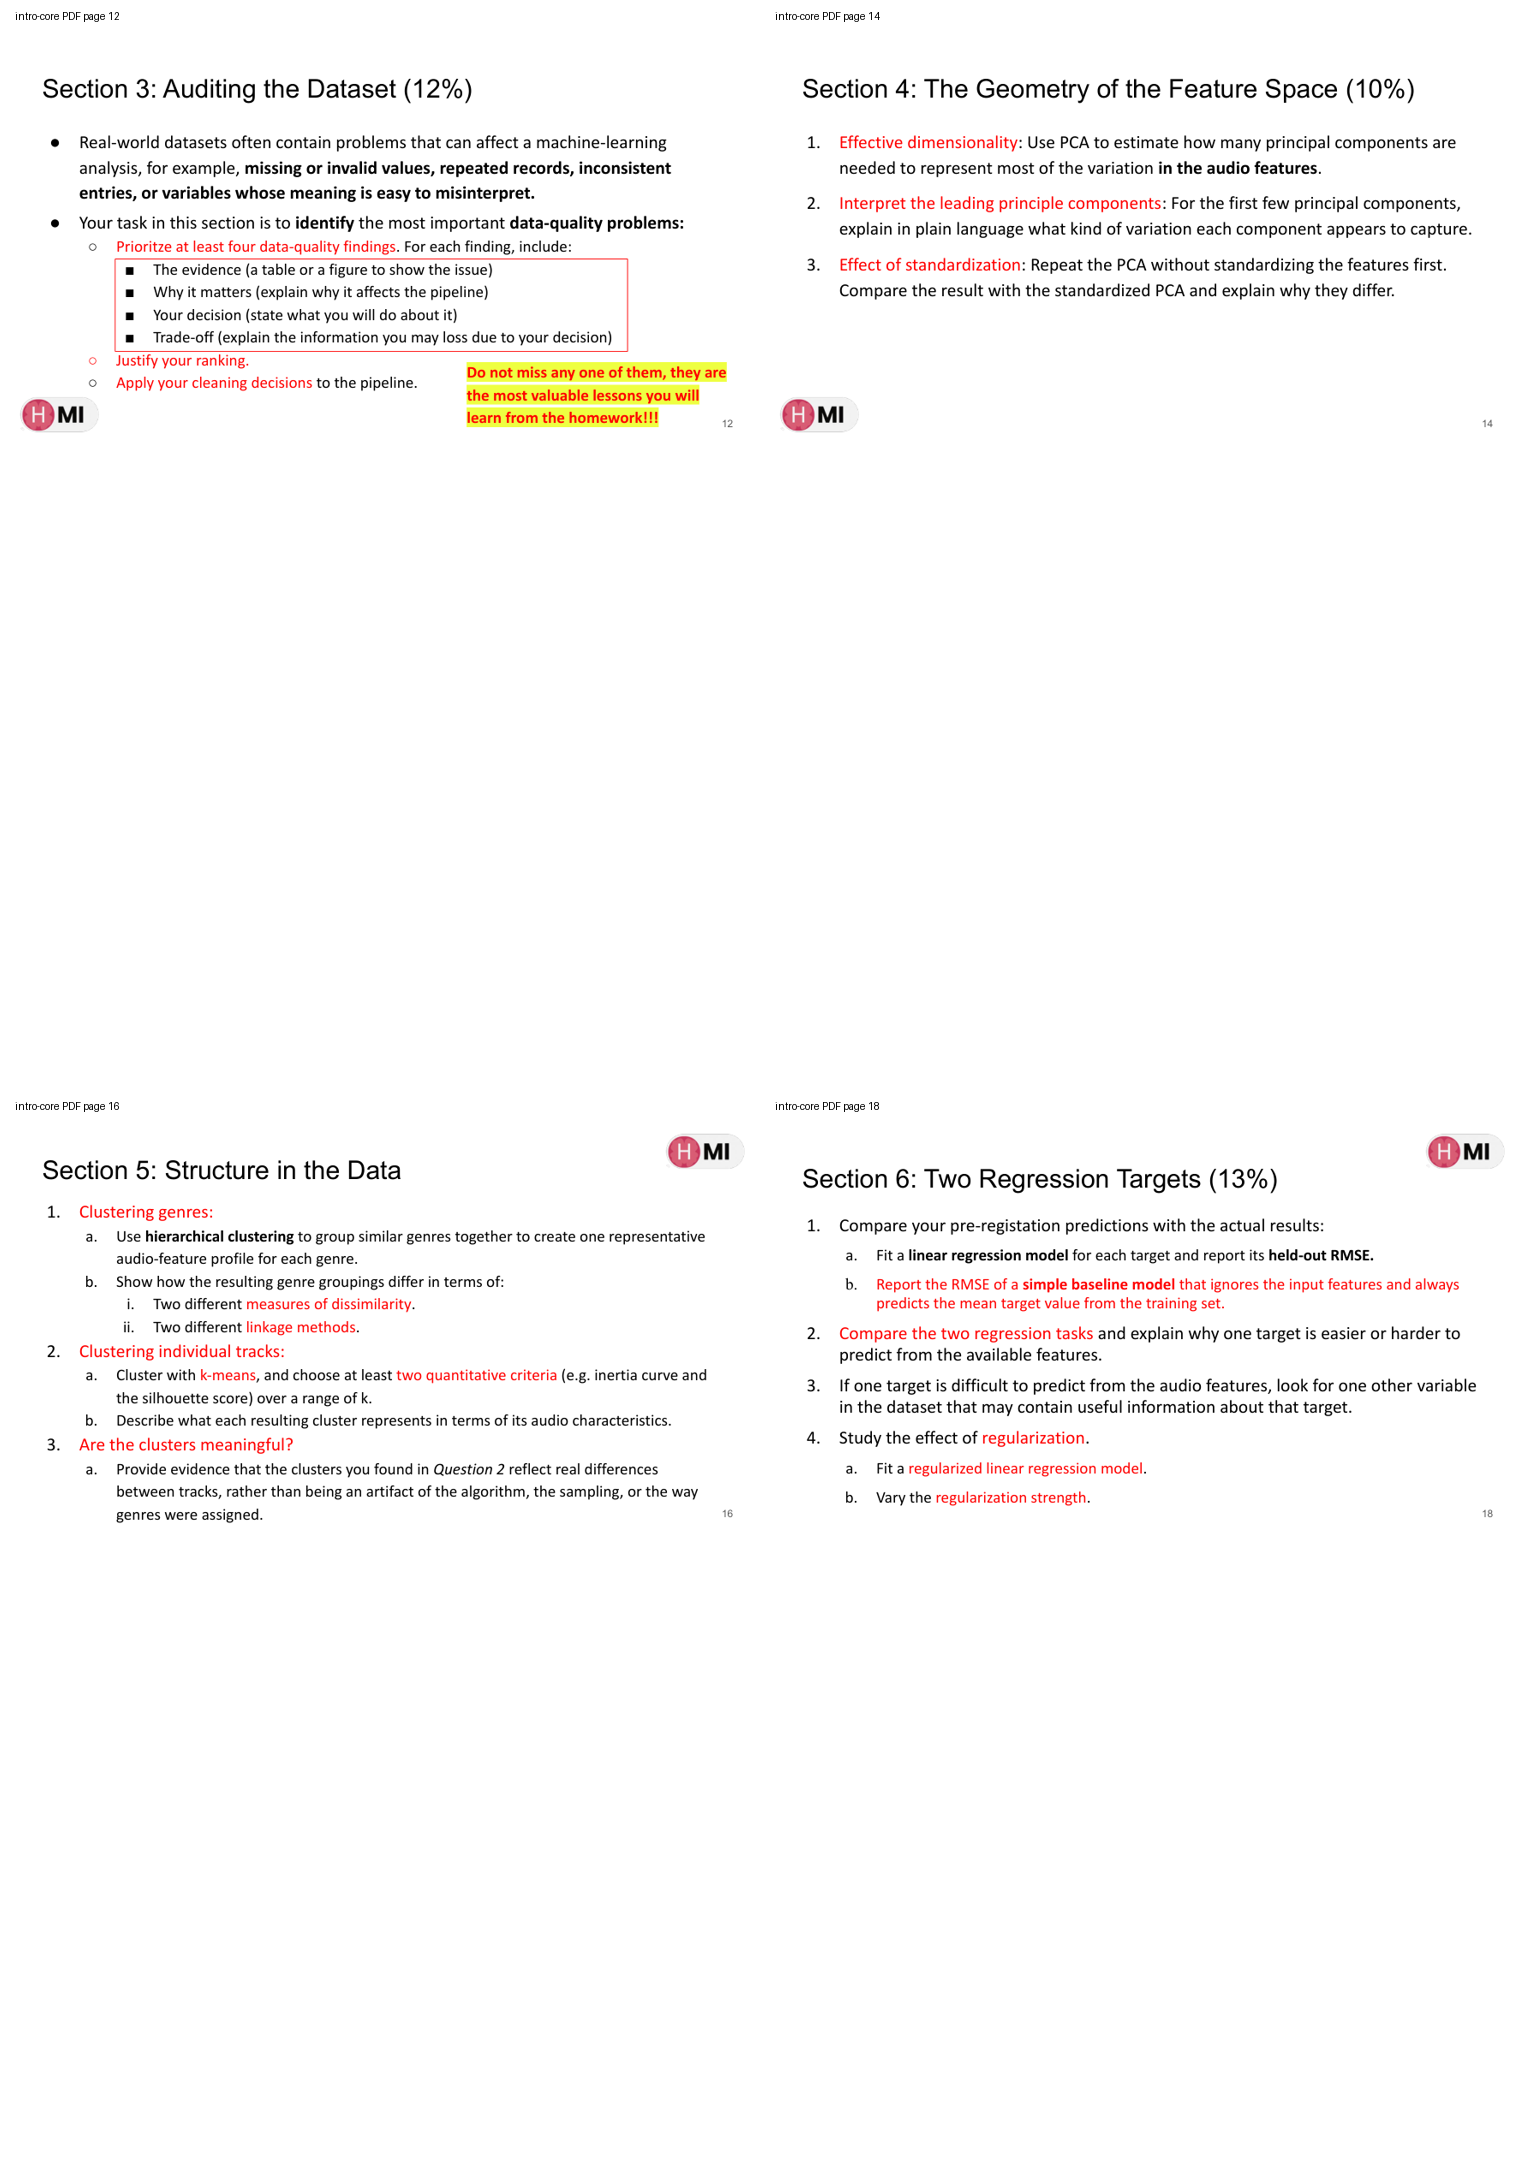 intro-core PDF page 12
Section 3: Auditing the Dataset (12%)
● Real-world datasets often contain problems that can affect a machine-learning
analysis, for example, missing or invalid values, repeated records, inconsistent
entries, or variables whose meaning is easy to misinterpret.
● Your task in this section is to identify the most important data-quality problems:
○ Prioritize at least four data-quality findings. For each finding, include:
■ The evidence (a table or a figure to show the issue)
■ Why it matters (explain why it affects the pipeline)
■ Your decision (state what you will do about it)
■ Trade-off (explain the information you may loss due to your decision)
○ Justify your ranking.
○ Apply your cleaning decisions to the pipeline.
Do not miss any one of them, they are
the most valuable lessons you will
learn from the homework!!!
H MI
12
intro-core PDF page 14
Section 4: The Geometry of the Feature Space (10%)
1. Effective dimensionality: Use PCA to estimate how many principal components are
needed to represent most of the variation in the audio features.
2. Interpret the leading principle components: For the first few principal components,
explain in plain language what kind of variation each component appears to capture.
3. Effect of standardization: Repeat the PCA without standardizing the features first.
Compare the result with the standardized PCA and explain why they differ.
H MI
14
intro-core PDF page 16
H MI
Section 5: Structure in the Data
1. Clustering genres:
a. Use hierarchical clustering to group similar genres together to create one representative
audio-feature profile for each genre.
b. Show how the resulting genre groupings differ in terms of:
i. Two different measures of dissimilarity.
ii. Two different linkage methods.
2. Clustering individual tracks:
a. Cluster with k-means, and choose at least two quantitative criteria (e.g. inertia curve and
the silhouette score) over a range of k.
b. Describe what each resulting cluster represents in terms of its audio characteristics.
3. Are the clusters meaningful?
a. Provide evidence that the clusters you found in Question 2 reflect real differences
between tracks, rather than being an artifact of the algorithm, the sampling, or the way
genres were assigned.
16
intro-core PDF page 18
H MI
Section 6: Two Regression Targets (13%)
1. Compare your pre-registation predictions with the actual results:
a. Fit a linear regression model for each target and report its held-out RMSE.
b. Report the RMSE of a simple baseline model that ignores the input features and always
predicts the mean target value from the training set.
2. Compare the two regression tasks and explain why one target is easier or harder to
predict from the available features.
3. If one target is difficult to predict from the audio features, look for one other variable
in the dataset that may contain useful information about that target.
4. Study the effect of regularization.
a. Fit a regularized linear regression model.
b. Vary the regularization strength.
18